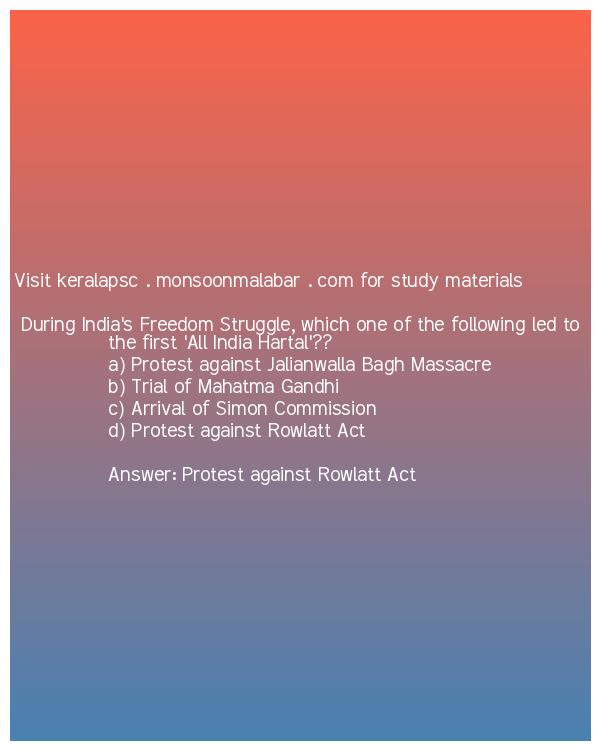 Visit keralapsc . monsoonmalabar . com for study materials
During India's Freedom Struggle, which one of the following led to
the first 'All India Hartal'??
a) Protest against Jalianwalla Bagh Massacre
b) Trial of Mahatma Gandhi
c) Arrival of Simon Commission
d) Protest against Rowlatt Act
Answer: Protest against Rowlatt Act